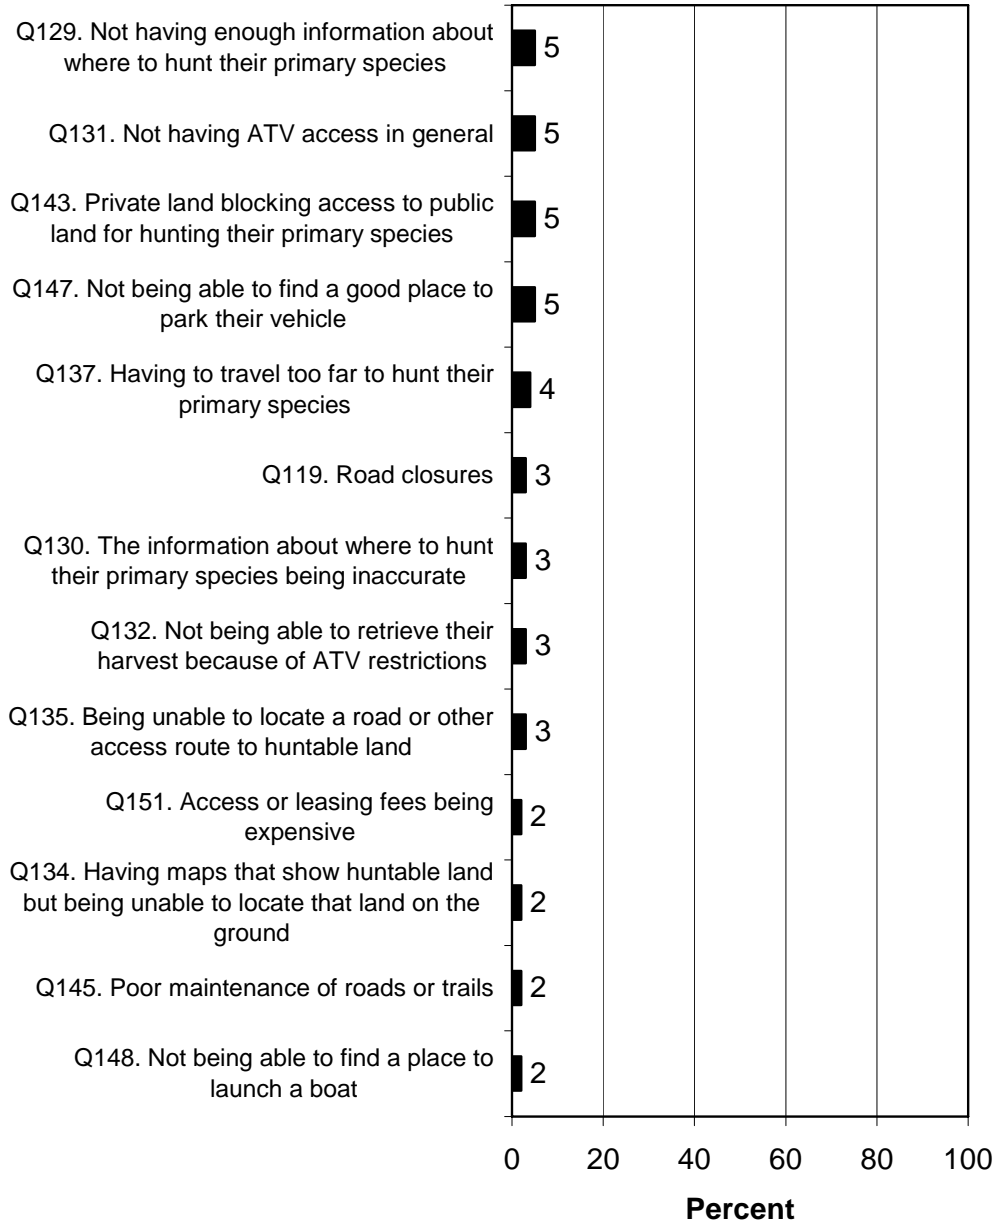 Q129. Not having enough information about
where to hunt their primary species
5
Q131. Not having ATV access in general
5
Q143. Private land blocking access to public
land for hunting their primary species
5
Q147. Not being able to find a good place to
park their vehicle
5
Q137. Having to travel too far to hunt their
primary species
4
Q119. Road closures
3
Q130. The information about where to hunt
their primary species being inaccurate
3
Q132. Not being able to retrieve their
harvest because of ATV restrictions
3
Q135. Being unable to locate a road or other
access route to huntable land
3
Q151. Access or leasing fees being
expensive
2
Q134. Having maps that show huntable land
but being unable to locate that land on the
ground
2
Q145. Poor maintenance of roads or trails
2
Q148. Not being able to find a place to
launch a boat
2
0 20 40 60 80 100
Percent